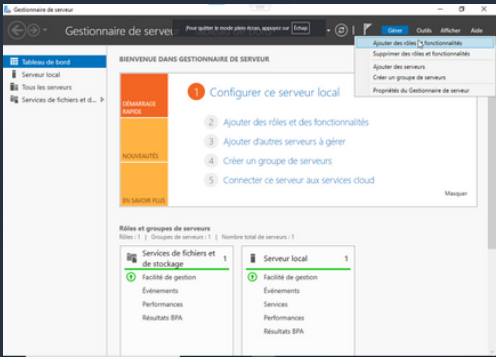 Gestionnaire de serveur
Gestionnaire de serveur
Pour quitter le mode plein écran, appuyez sur Echap
Gérer Outils Afficher Aide
Ajouter des rôles et fonctionnalités
Supprimer des rôles et fonctionnalités
Ajouter des serveurs
Créer un groupe de serveurs
Propriétés du Gestionnaire de serveur
Tableau de bord
Serveur local
Tous les serveurs
Services de fichiers et d...
BIENVENUE DANS GESTIONNAIRE DE SERVEUR
DÉMARRAGE
RAPIDE
NOUVEAUTÉS
EN SAVOIR PLUS
1 Configurer ce serveur local
2 Ajouter des rôles et des fonctionnalités
3 Ajouter d'autres serveurs à gérer
4 Créer un groupe de serveurs
5 Connecter ce serveur aux services cloud
Masquer
Rôles et groupes de serveurs
Rôles : 1 | Groupes de serveurs : 1 | Nombre total de serveurs : 1
Services de fichiers et
de stockage
1
Facilité de gestion
Événements
Performances
Résultats BPA
Serveur local 1
Facilité de gestion
Événements
Services
Performances
Résultats BPA